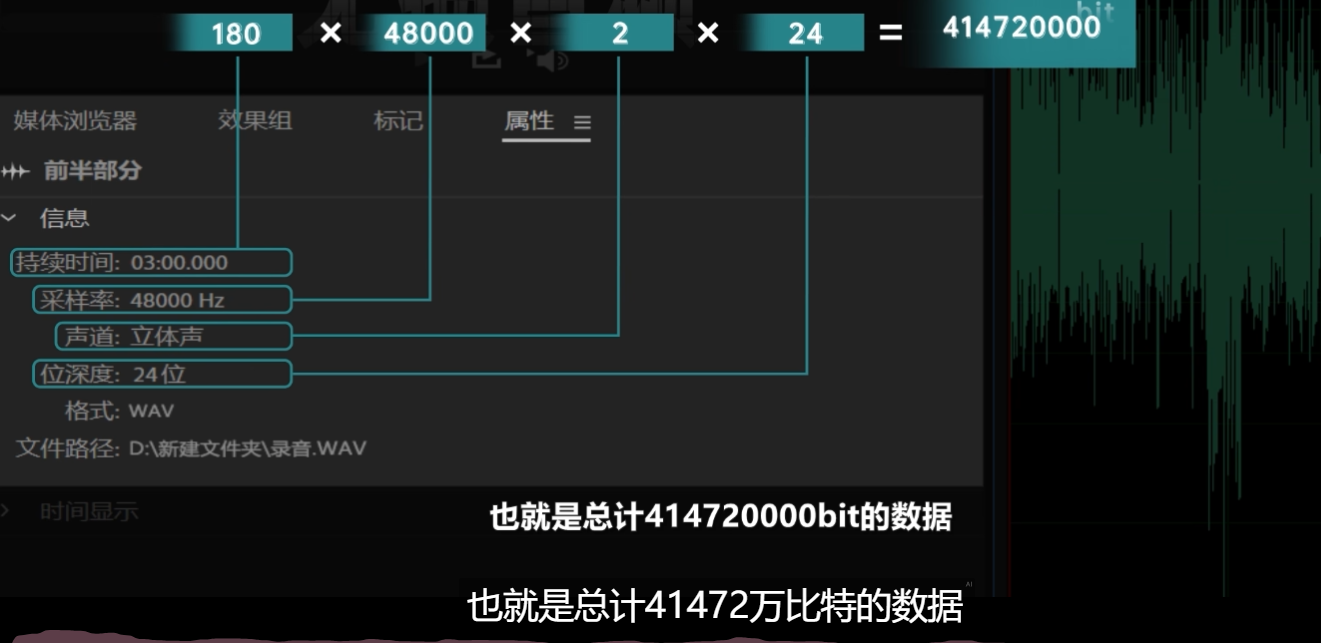 180 × 48000 × 2 × 24 = 414720000
bit
媒体浏览器 效果组 标记 属性
前半部分
信息
持续时间: 03:00.000
采样率: 48000 Hz
声道: 立体声
位深度: 24 位
格式: WAV
文件路径: D:\新建文件夹\录音.WAV
时间显示
也就是总计414720000bit的数据
AI
也就是总计41472万比特的数据